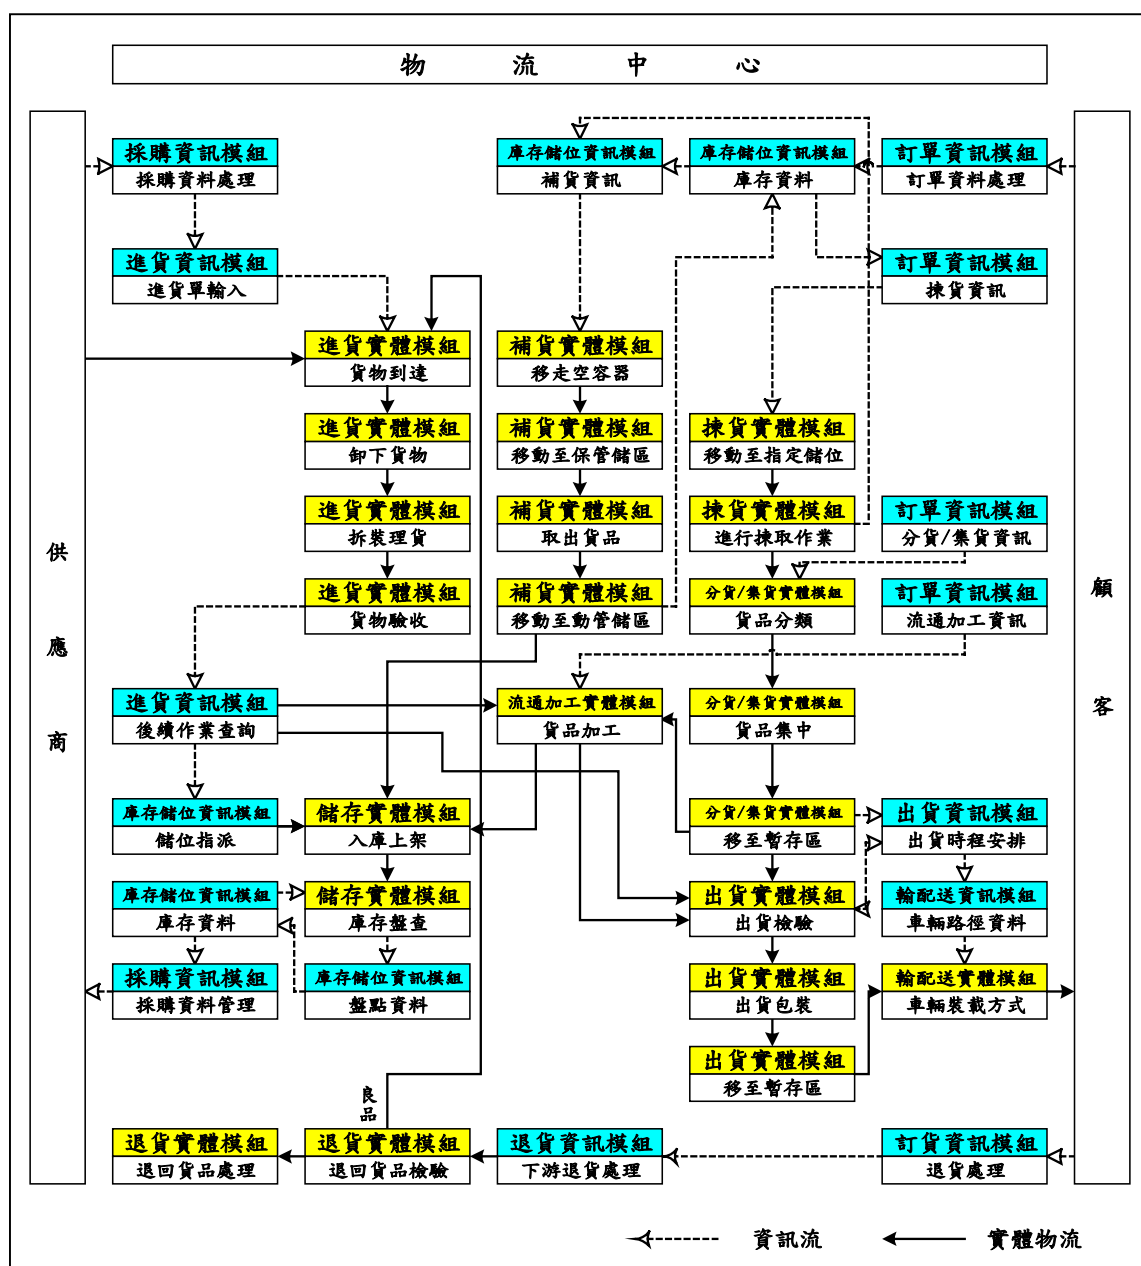 物流中心
採購資訊模組
採購資料處理
庫存儲位資訊模組
補貨資訊
庫存儲位資訊模組
庫存資料
訂單資訊模組
訂單資料處理
進貨資訊模組
進貨單輸入
訂單資訊模組
揀貨資訊
進貨實體模組
貨物到達
補貨實體模組
移走空容器
進貨實體模組
卸下貨物
補貨實體模組
移動至保管儲區
揀貨實體模組
移動至指定儲位
進貨實體模組
拆裝理貨
補貨實體模組
取出貨品
揀貨實體模組
進行揀取作業
訂單資訊模組
分貨/集貨資訊
供應商
顧客
進貨實體模組
貨物驗收
補貨實體模組
移動至動管儲區
分貨/集貨實體模組
貨品分類
訂單資訊模組
流通加工資訊
進貨資訊模組
後續作業查詢
流通加工實體模組
貨品加工
分貨/集貨實體模組
貨品集中
庫存儲位資訊模組
儲位指派
儲存實體模組
入庫上架
分貨/集貨實體模組
移至暫存區
出貨資訊模組
出貨時程安排
庫存儲位資訊模組
庫存資料
儲存實體模組
庫存盤查
出貨實體模組
出貨檢驗
輸配送資訊模組
車輛路徑資料
採購資訊模組
採購資料管理
庫存儲位資訊模組
盤點資料
出貨實體模組
出貨包裝
輸配送實體模組
車輛裝載方式
出貨實體模組
移至暫存區
良品
退貨實體模組
退回貨品處理
退貨實體模組
退回貨品檢驗
退貨資訊模組
下游退貨處理
訂貨資訊模組
退貨處理
資訊流
實體物流